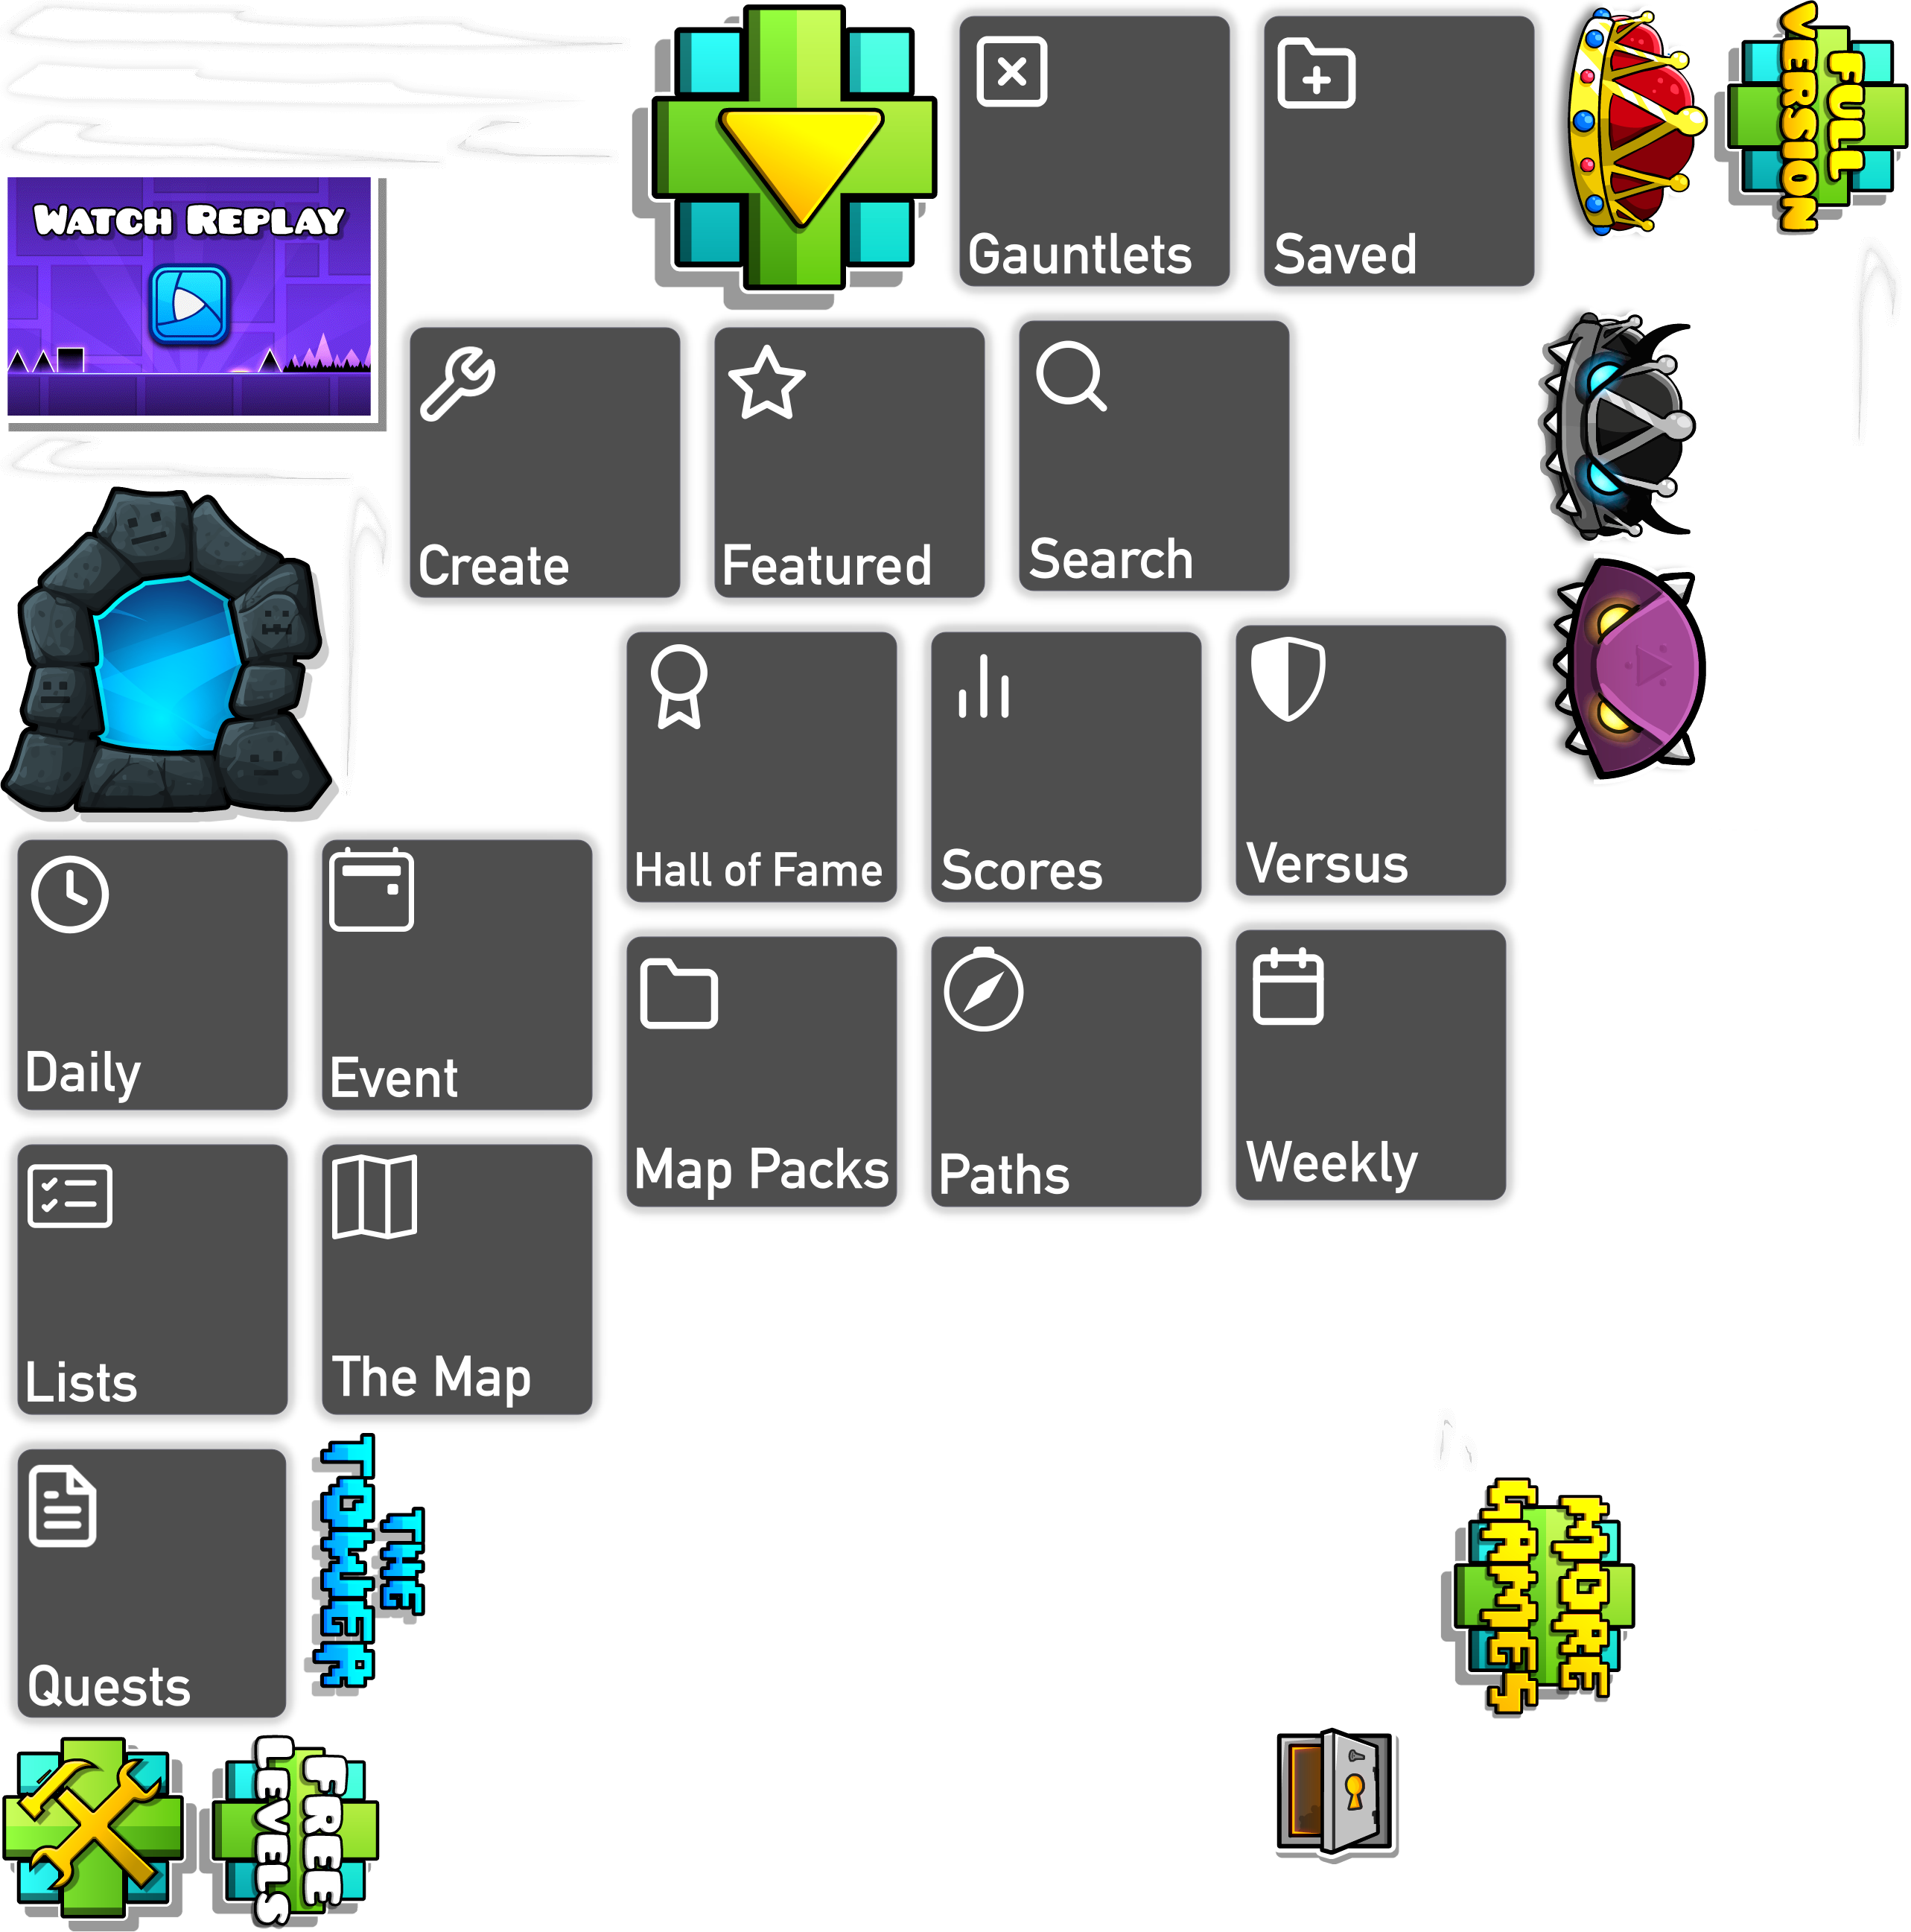 WATCH REPLAY
Gauntlets
Saved
FULL
VERSION
Create
Featured
Search
Hall of Fame
Scores
Versus
Daily
Event
Map Packs
Paths
Weekly
Lists
The Map
Quests
THE
TOWER
MORE
GAMES
FREE
LEVELS